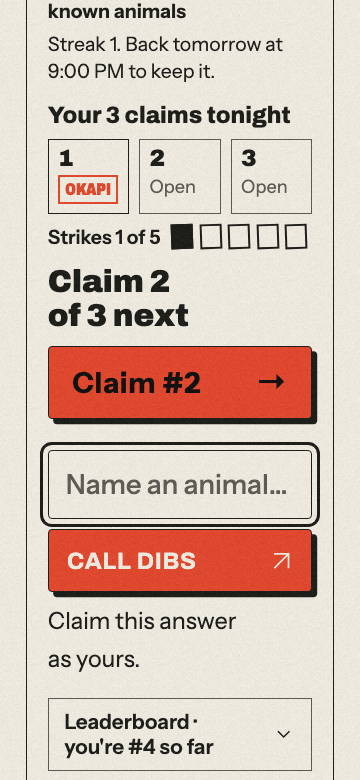 known animals
Streak 1. Back tomorrow at
9:00 PM to keep it.
Your 3 claims tonight
1
OKAPI
2
Open
3
Open
Strikes 1 of 5
Claim 2
of 3 next
Claim #2 →
Name an animal...
CALL DIBS
Claim this answer
as yours.
Leaderboard ·
you're #4 so far